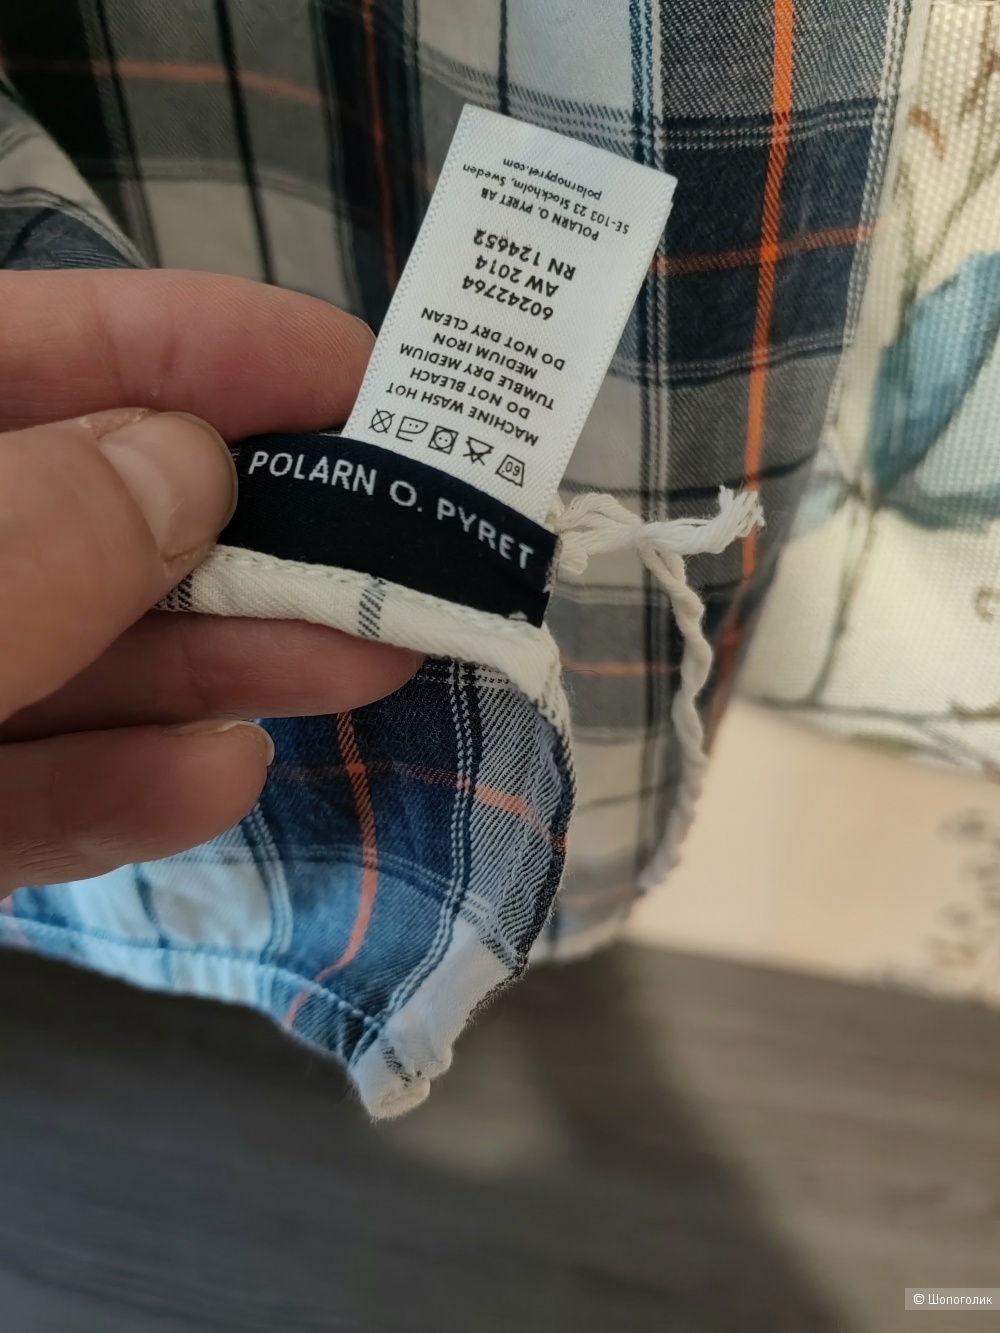 POLARN O. PYRET
60
MACHINE WASH HOT
DO NOT BLEACH
TUMBLE DRY MEDIUM
MEDIUM IRON
DO NOT DRY CLEAN
60242764
AW 2014
RN 124652
POLARN O. PYRET AB
SE-103 23 Stockholm, Sweden
polarnopyret.com
© Шопоголик